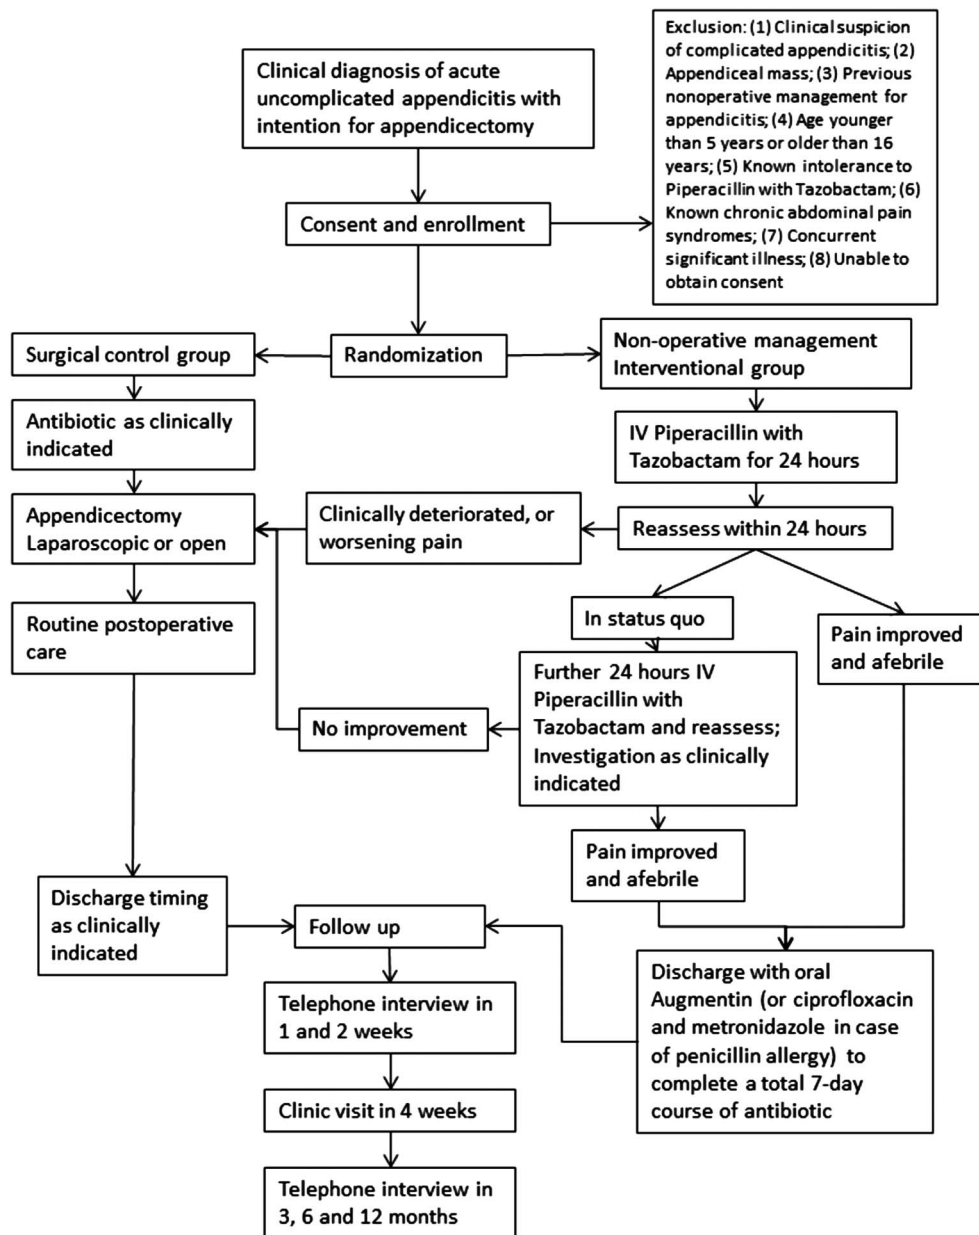 Clinical diagnosis of acute
uncomplicated appendicitis with
intention for appendicectomy
Exclusion: (1) Clinical suspicion
of complicated appendicitis; (2)
Appendiceal mass; (3) Previous
nonoperative management for
appendicitis; (4) Age younger
than 5 years or older than 16
years; (5) Known intolerance to
Piperacillin with Tazobactam; (6)
Known chronic abdominal pain
syndromes; (7) Concurrent
significant illness; (8) Unable to
obtain consent
Consent and enrollment
Surgical control group
Randomization
Non-operative management
Interventional group
Antibiotic as clinically
indicated
IV Piperacillin with
Tazobactam for 24 hours
Appendicectomy
Laparoscopic or open
Clinically deteriorated, or
worsening pain
Reassess within 24 hours
Routine postoperative
care
In status quo
Pain improved
and afebrile
No improvement
Further 24 hours IV
Piperacillin with
Tazobactam and reassess;
Investigation as clinically
indicated
Pain improved
and afebrile
Discharge timing
as clinically
indicated
Follow up
Discharge with oral
Augmentin (or ciprofloxacin
and metronidazole in case
of penicillin allergy) to
complete a total 7-day
course of antibiotic
Telephone interview in
1 and 2 weeks
Clinic visit in 4 weeks
Telephone interview in
3, 6 and 12 months